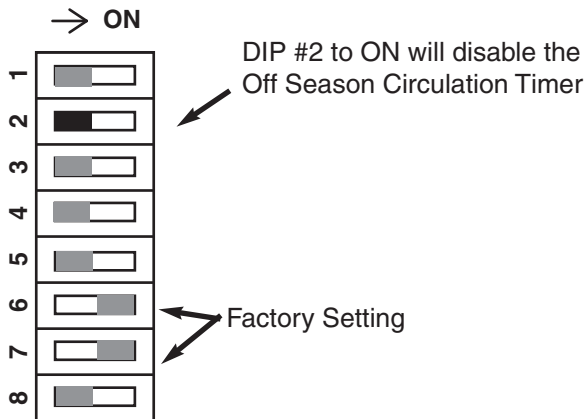 → ON
DIP #2 to ON will disable the
Off Season Circulation Timer
1
2
3
4
5
6
7
8
Factory Setting